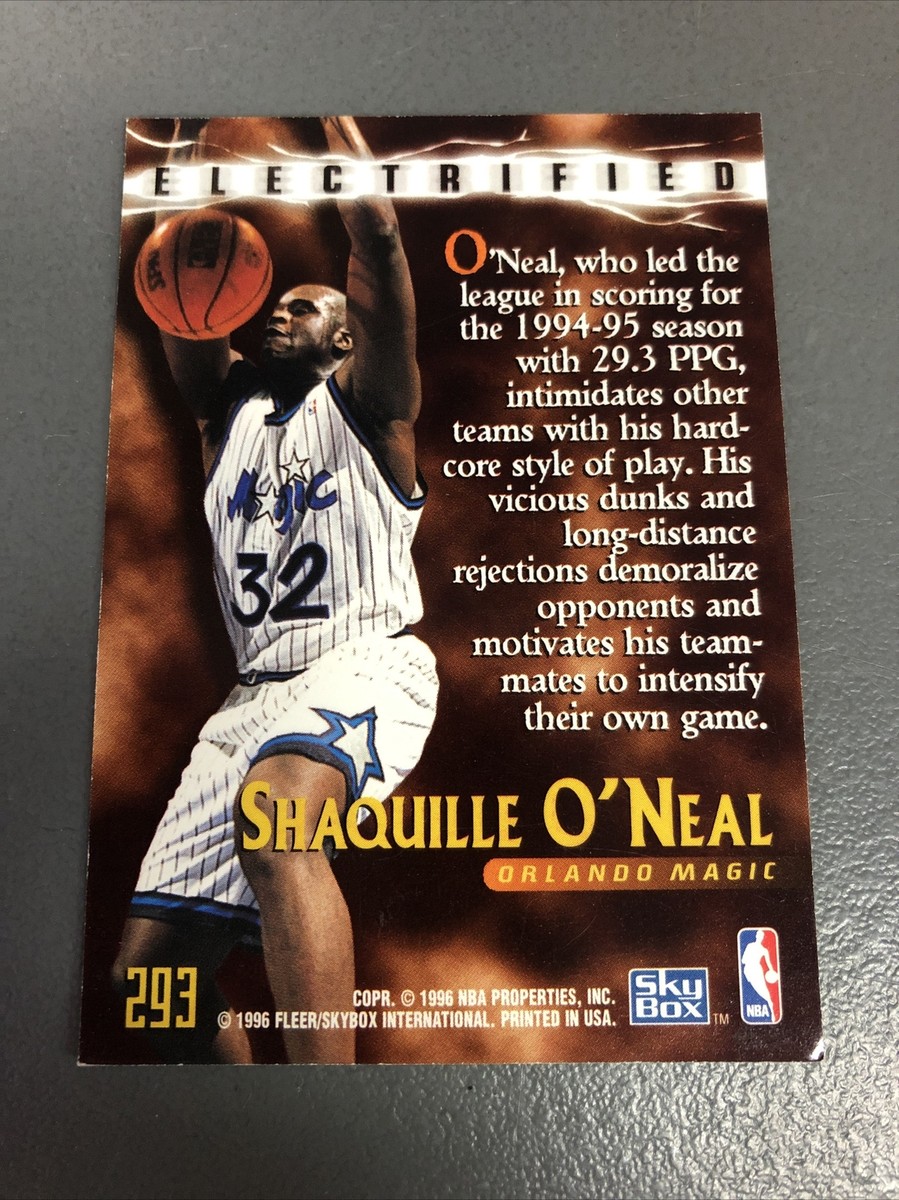 ELECTRIFIED
O'Neal, who led the
league in scoring for
the 1994-95 season
with 29.3 PPG,
intimidates other
teams with his hard-
core style of play. His
vicious dunks and
long-distance
rejections demoralize
opponents and
motivates his team-
mates to intensify
their own game.
Magic
32
SHAQUILLE O'NEAL
ORLANDO MAGIC
293
COPR. © 1996 NBA PROPERTIES, INC.
© 1996 FLEER/SKYBOX INTERNATIONAL. PRINTED IN USA.
SKY
BOX TM
NBA